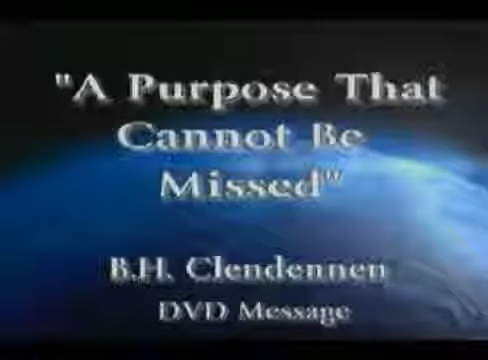 "A Purpose That
Cannot Be
Missed"
B.H. Clendennen
DVD Message